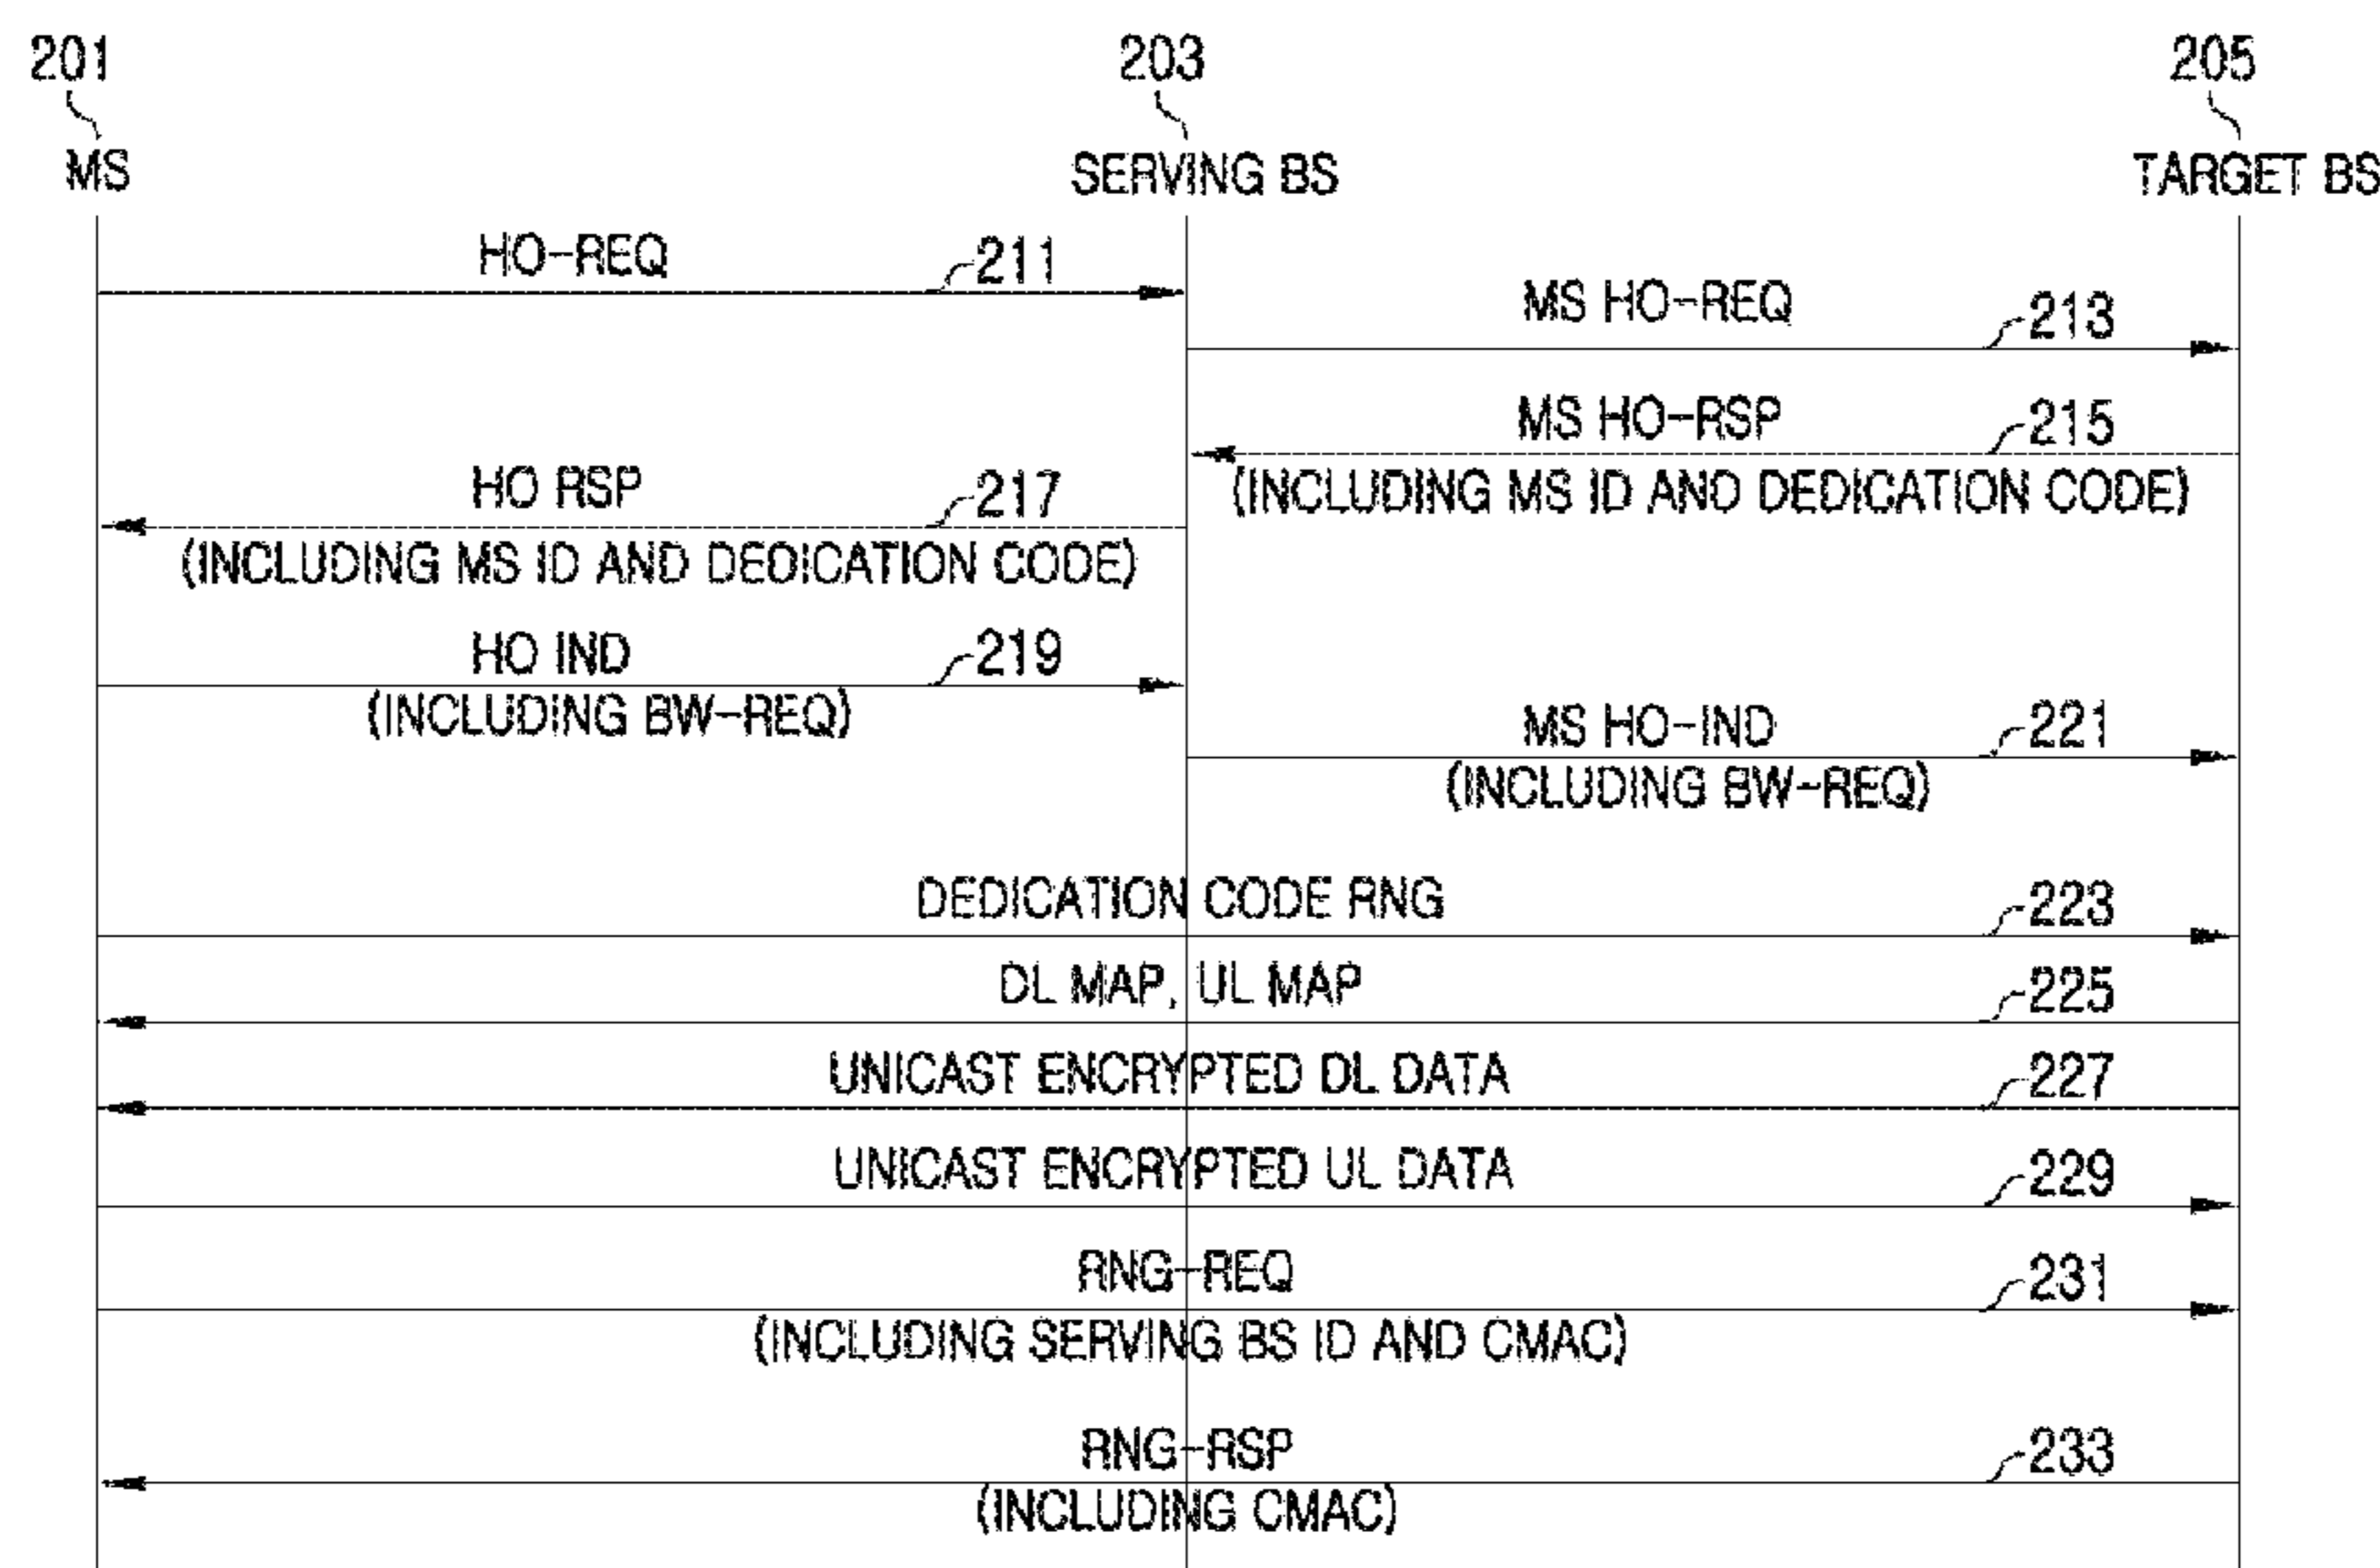 201
203
205
MS
SERVING BS
TARGET BS
HO-REQ
211
MS HO-REQ
213
MS HO-RSP
215
(INCLUDING MS ID AND DEDICATION CODE)
HO RSP
217
(INCLUDING MS ID AND DEDICATION CODE)
HO IND
219
(INCLUDING BW-REQ)
MS HO-IND
221
(INCLUDING BW-REQ)
DEDICATION CODE RNG
223
DL MAP, UL MAP
225
UNICAST ENCRYPTED DL DATA
227
UNICAST ENCRYPTED UL DATA
229
RNG-REQ
231
(INCLUDING SERVING BS ID AND CMAC)
RNG-RSP
233
(INCLUDING CMAC)